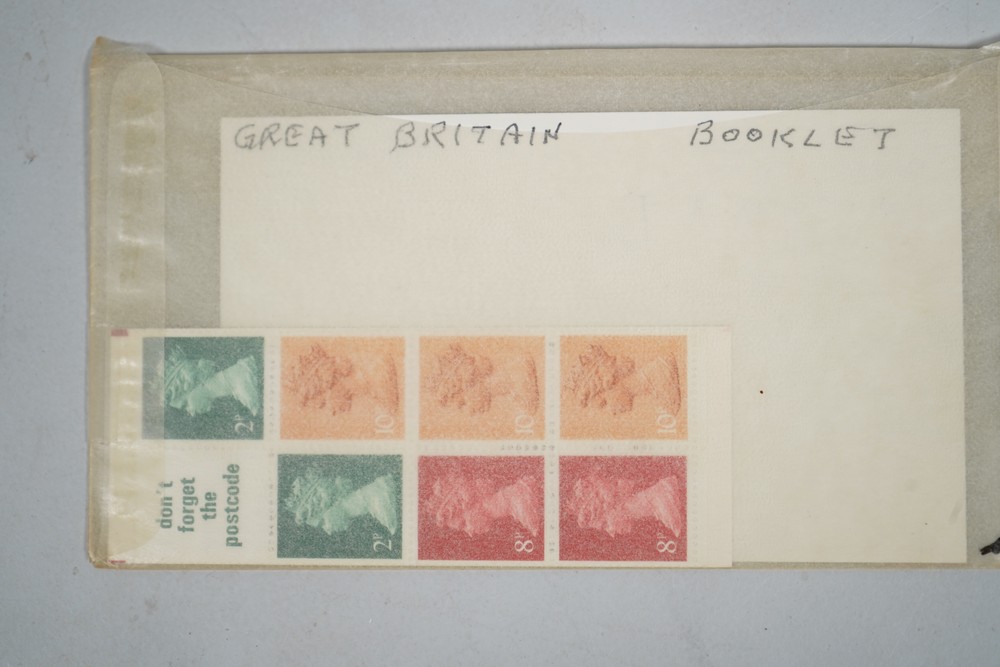 GREAT BRITAIN BOOKLET
2P
10P
10P
10P
don't
forget
the
postcode
2P
8P
8P